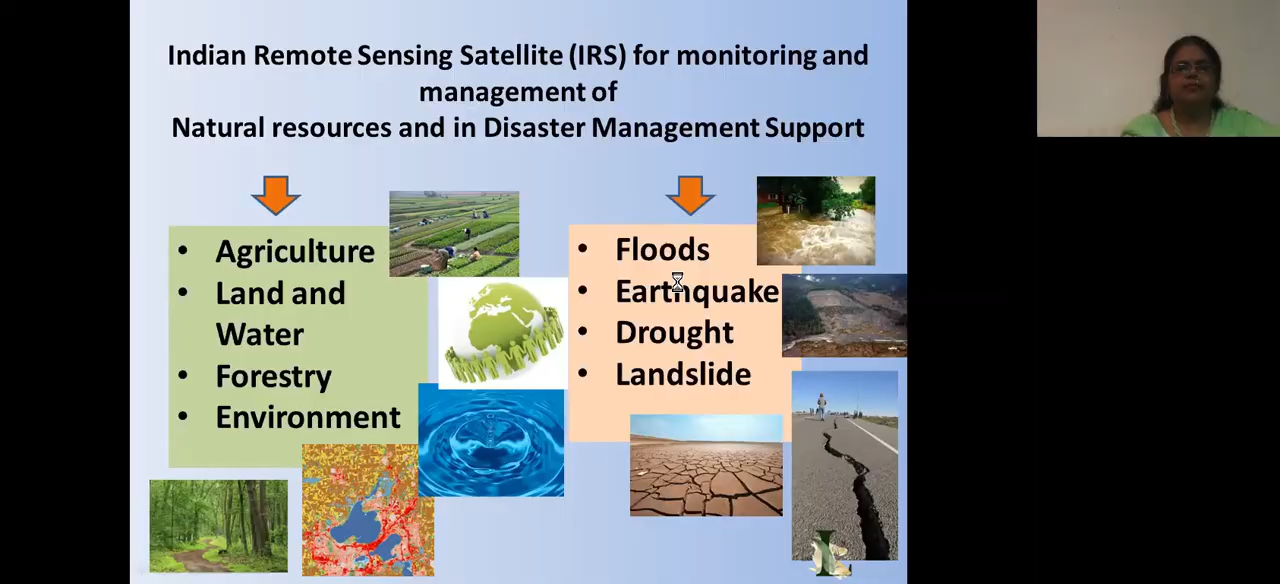 Indian Remote Sensing Satellite (IRS) for monitoring and
management of
Natural resources and in Disaster Management Support
• Agriculture
• Land and
Water
• Forestry
• Environment
• Floods
• Earthquake
• Drought
• Landslide